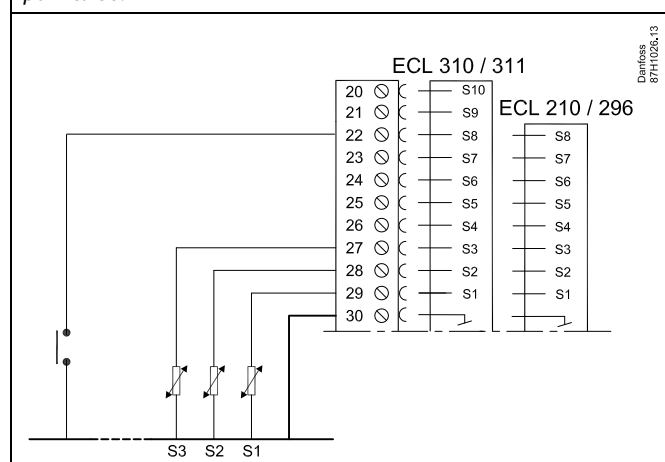 Danfoss
87H1026.13
ECL 310 / 311
ECL 210 / 296
20 S10
21 S9
22 S8 S8
23 S7 S7
24 S6 S6
25 S5 S5
26 S4 S4
27 S3 S3
28 S2 S2
29 S1 S1
30
S3 S2 S1